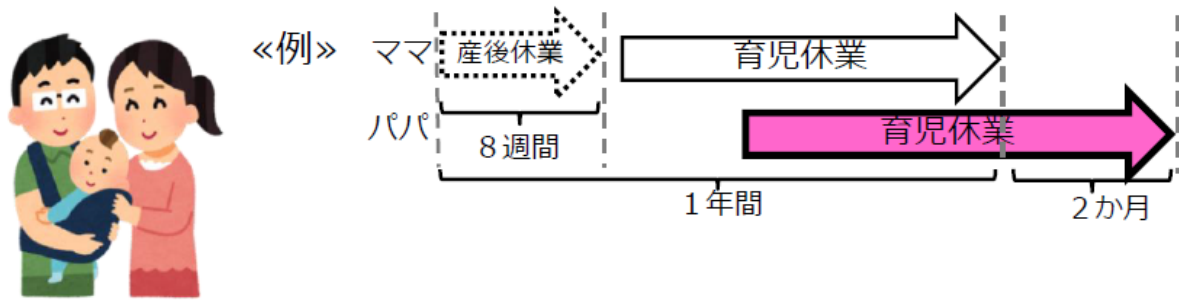 ≪例≫
ママ
産後休業
育児休業
パパ
育児休業
８週間
１年間
２か月